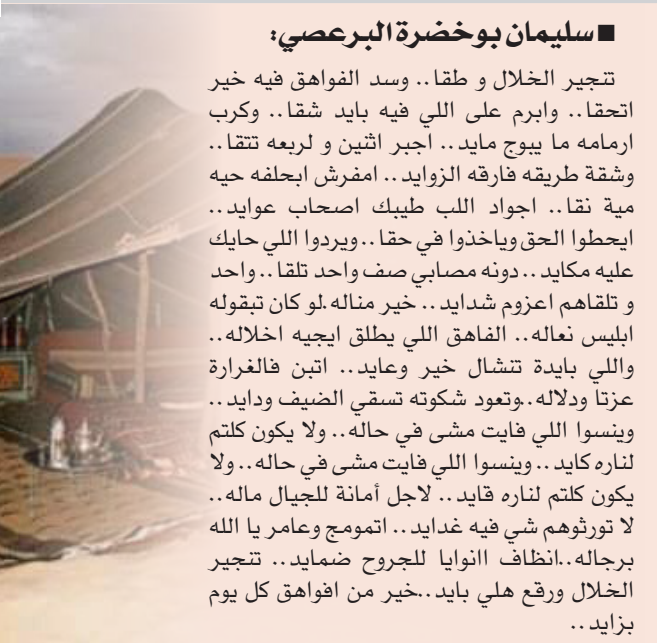 ■سليمان بوخضرة البرعصي:
تتجير الخلال و طقا.. وسد الفواهق فيه خير
اتحقا.. وابرم على اللي فيه بايد شقا.. وكرب
ارمامه ما يبوج مايد.. اجبر اثنين و لربعه تتقا..
وشقة طريقه فارقه الزوايد.. امفرش ابحلفه حيه
مية نقا.. اجواد اللب طيبك اصحاب عوايد..
ايحطوا الحق وياخذوا في حقا..ويردوا اللي حايك
عليه مكايد.. دونه مصابي صف واحد تلقا..واحد
و تلقاهم اعزوم شدايد.. خير مناله.لو كان تبقوله
ابليس نعاله.. الفاهق اللي يطلق ايجيه اخلاله..
واللي بايدة تنشال خير وعايد.. اتبن فالغرارة
عزتا ودلاله..وتعود شكوته تسقي الضيف ودايد..
وينسوا اللي فايت مشى في حاله.. ولا يكون كلتم
لناره كايد.. وينسوا اللي فايت مشى في حاله.. ولا
يكون كلتم لناره قايد.. لاجل أمانة للجيال ماله..
لا تورثوهم شي فيه غدايد.. اتمومج وعامر يا الله
برجاله..انظاف اانوايا للجروح ضمايد.. تتجير
الخلال ورقع هلي بايد..خير من افواهق كل يوم
بزايد..